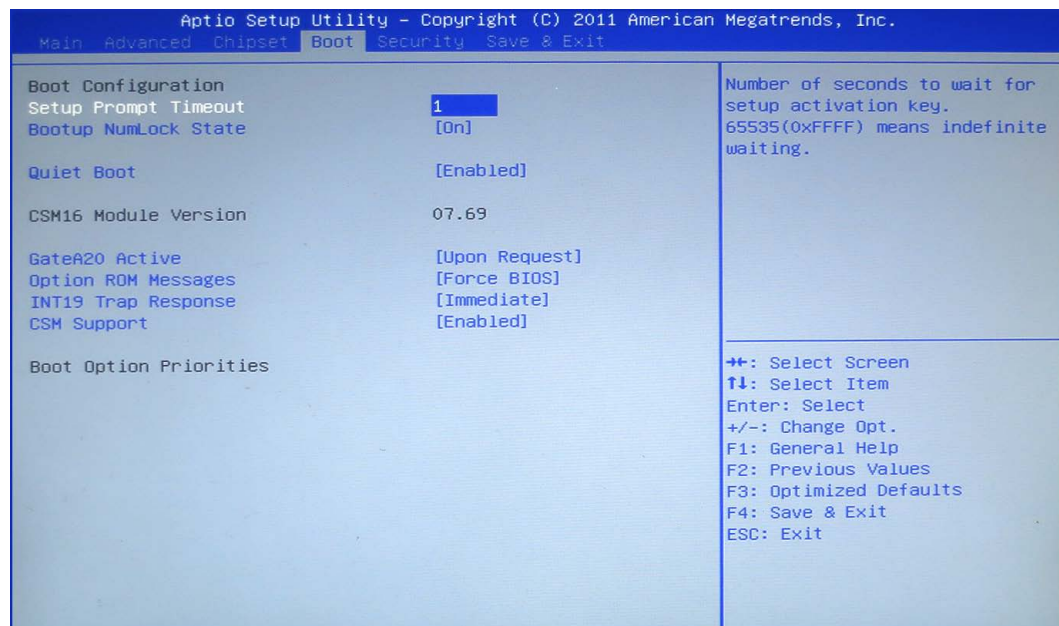 Aptio Setup Utility – Copyright (C) 2011 American Megatrends, Inc.
Main Advanced Chipset Boot Security Save & Exit
Boot Configuration
Setup Prompt Timeout 1
Bootup NumLock State [On]
Quiet Boot [Enabled]
CSM16 Module Version 07.69
GateA20 Active [Upon Request]
Option ROM Messages [Force BIOS]
INT19 Trap Response [Immediate]
CSM Support [Enabled]
Boot Option Priorities
Number of seconds to wait for
setup activation key.
65535(0xFFFF) means indefinite
waiting.
→←: Select Screen
↑↓: Select Item
Enter: Select
+/-: Change Opt.
F1: General Help
F2: Previous Values
F3: Optimized Defaults
F4: Save & Exit
ESC: Exit